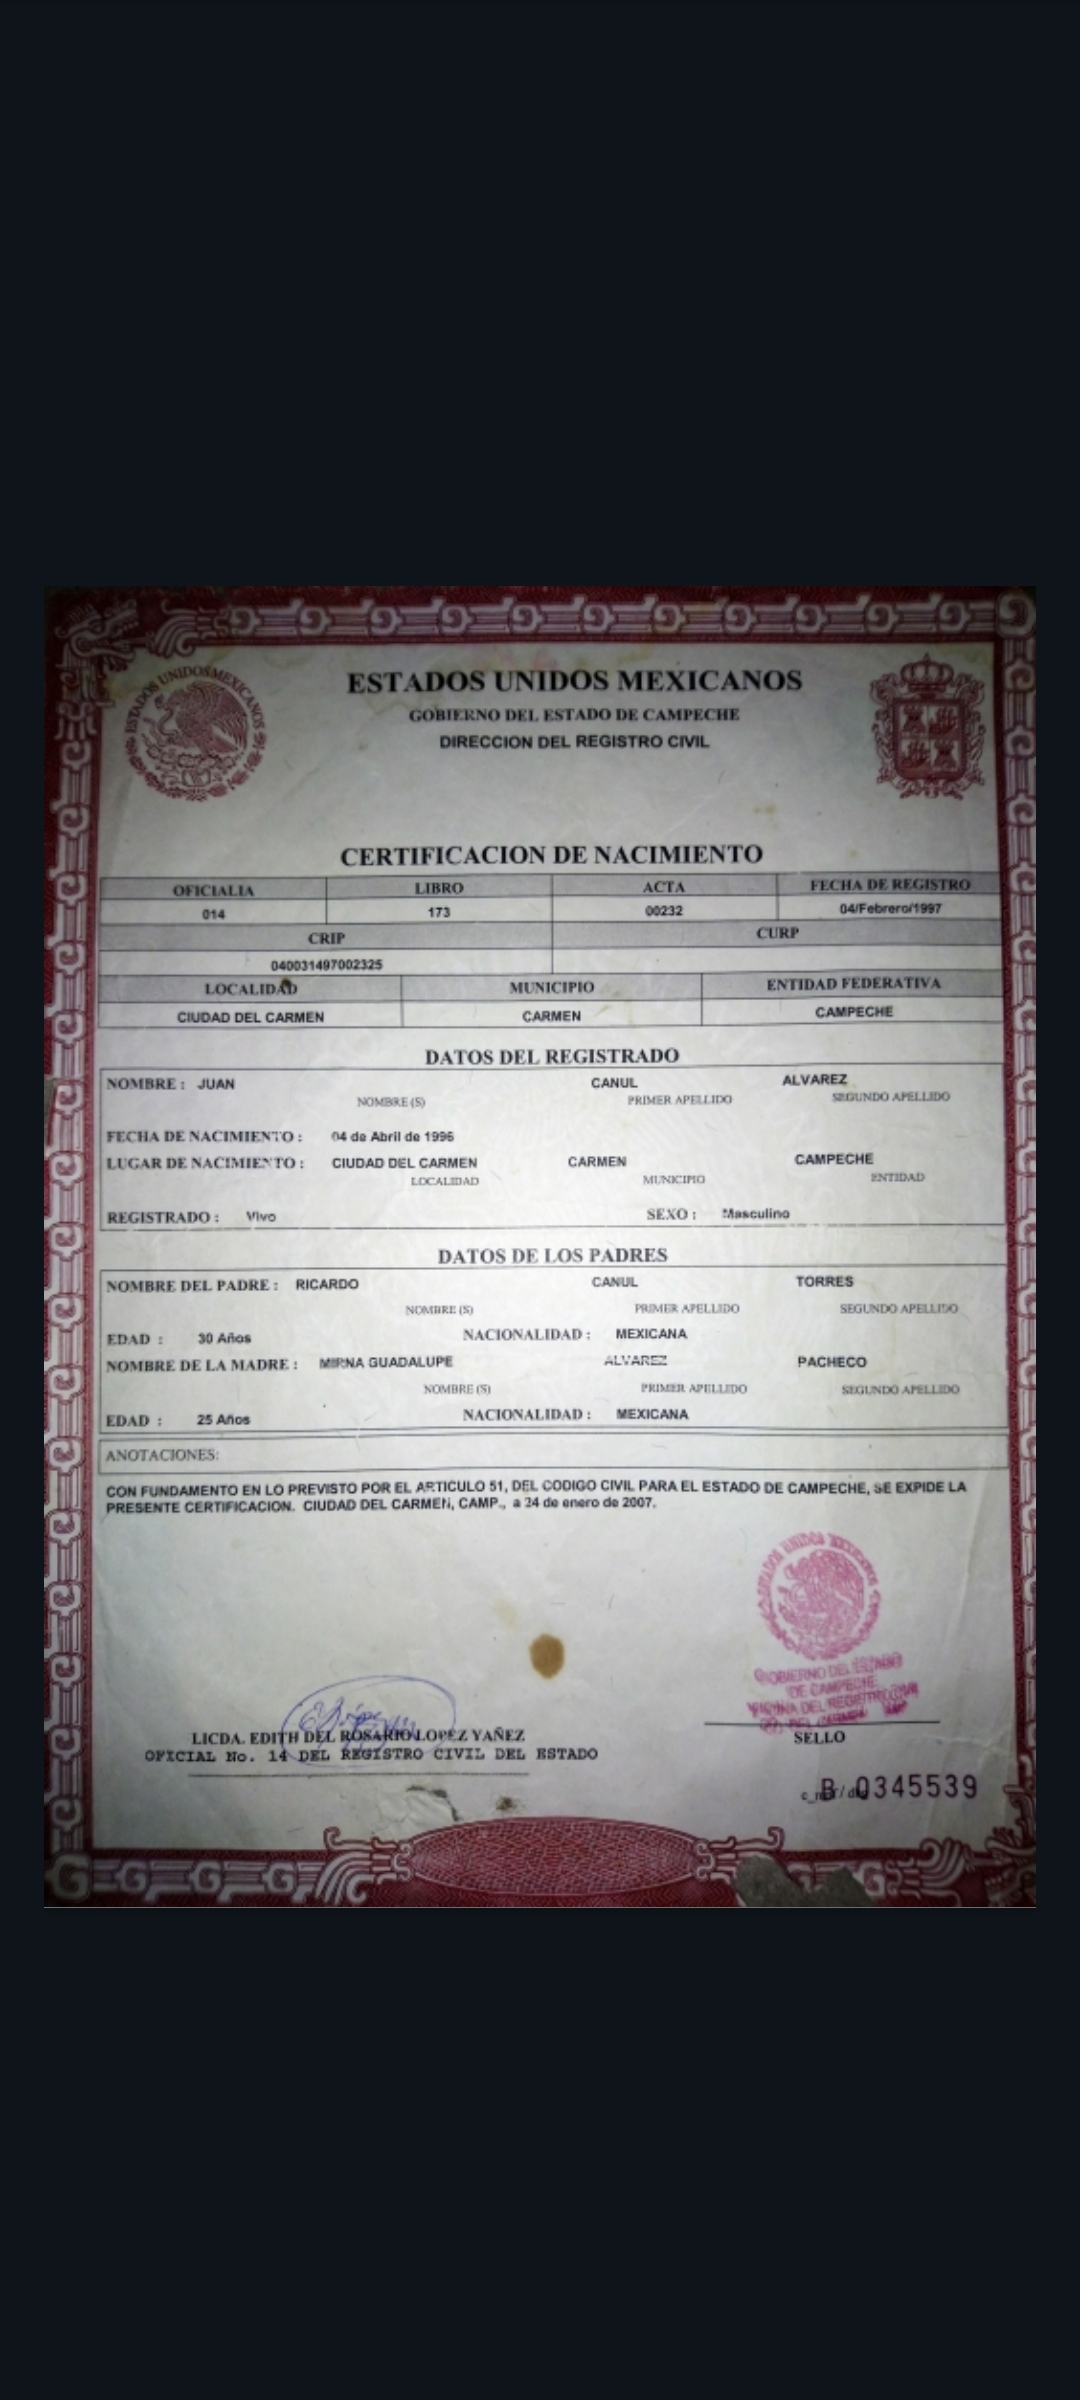 ESTADOS UNIDOS MEXICANOS
ESTADOS UNIDOS MEXICANOS
GOBIERNO DEL ESTADO DE CAMPECHE
DIRECCION DEL REGISTRO CIVIL
CERTIFICACION DE NACIMIENTO
OFICIALIA LIBRO ACTA FECHA DE REGISTRO
014 173 00232 04/Febrero/1997
CRIP CURP
040031497002325
LOCALIDAD MUNICIPIO ENTIDAD FEDERATIVA
CIUDAD DEL CARMEN CARMEN CAMPECHE
DATOS DEL REGISTRADO
NOMBRE : JUAN CANUL ALVAREZ
NOMBRE (S) PRIMER APELLIDO SEGUNDO APELLIDO
FECHA DE NACIMIENTO : 04 de Abril de 1996
LUGAR DE NACIMIENTO : CIUDAD DEL CARMEN CARMEN CAMPECHE
LOCALIDAD MUNICIPIO ENTIDAD
REGISTRADO : Vivo SEXO : Masculino
DATOS DE LOS PADRES
NOMBRE DEL PADRE : RICARDO CANUL TORRES
NOMBRE (S) PRIMER APELLIDO SEGUNDO APELLIDO
EDAD : 30 Años NACIONALIDAD : MEXICANA
NOMBRE DE LA MADRE : MIRNA GUADALUPE ALVAREZ PACHECO
NOMBRE (S) PRIMER APELLIDO SEGUNDO APELLIDO
EDAD : 25 Años NACIONALIDAD : MEXICANA
ANOTACIONES:
CON FUNDAMENTO EN LO PREVISTO POR EL ARTICULO 51, DEL CODIGO CIVIL PARA EL ESTADO DE CAMPECHE, SE EXPIDE LA
PRESENTE CERTIFICACION. CIUDAD DEL CARMEN, CAMP., a 24 de enero de 2007.
ESTADOS UNIDOS MEXICANOS
GOBIERNO DEL ESTADO
DE CAMPECHE
DEL REGISTRO CIVIL
DEL CARMEN
LICDA. EDITH DEL ROSARIO LOPEZ YAÑEZ
OFICIAL No. 14 DEL REGISTRO CIVIL DEL ESTADO
SELLO
B 0345539